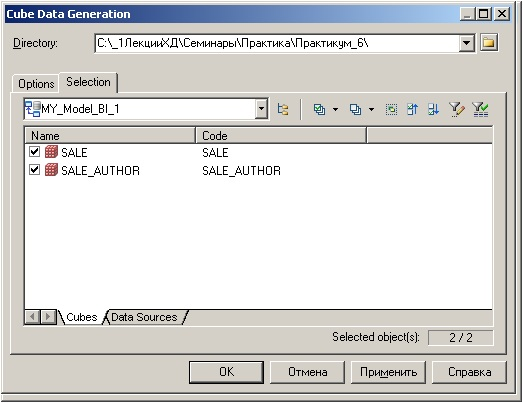 Cube Data Generation
Directory: C:\_1ЛекцииХД\Семинары\Практика\Практикум_6\
Options Selection
MY_Model_BI_1
Name Code
SALE SALE
SALE_AUTHOR SALE_AUTHOR
Cubes Data Sources
Selected object(s): 2 / 2
OK Отмена Применить Справка